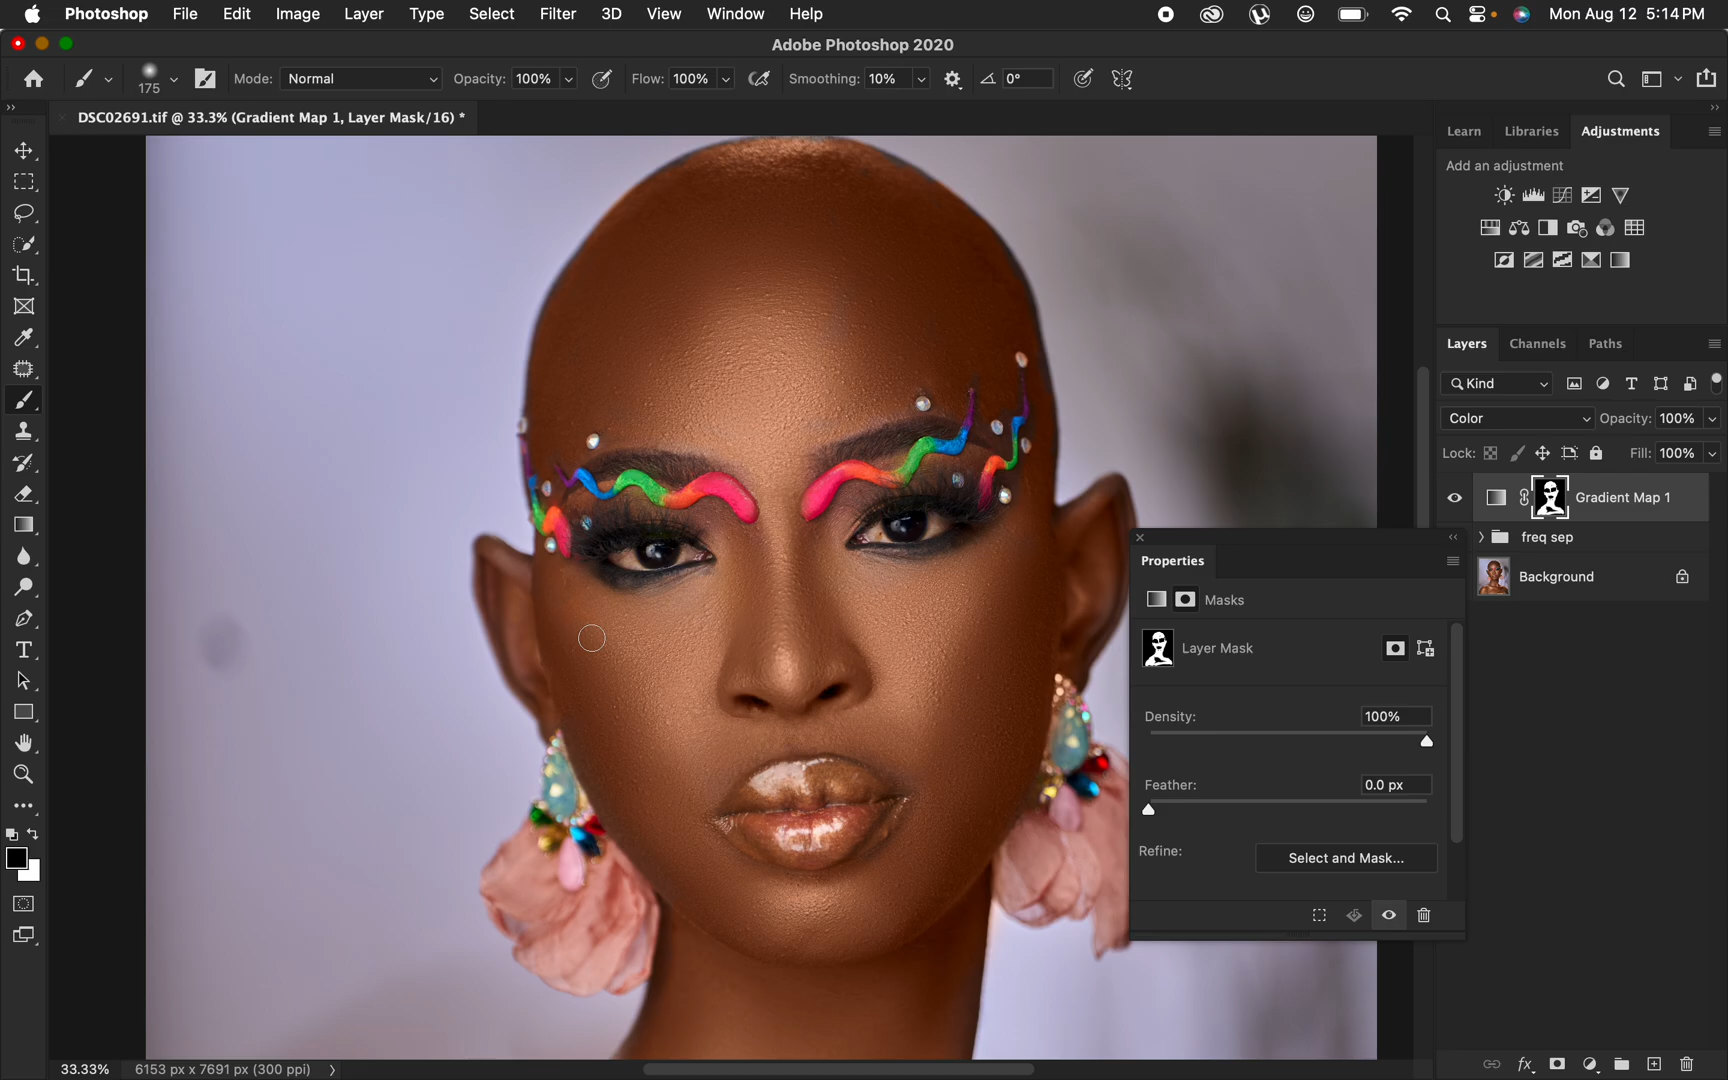 Photoshop File Edit Image Layer Type Select Filter 3D View Window Help Mon Aug 12 5:14 PM
Adobe Photoshop 2020
175 Mode: Normal Opacity: 100% Flow: 100% Smoothing: 10% 0°
DSC02691.tif @ 33.3% (Gradient Map 1, Layer Mask/16) *
Learn Libraries Adjustments
Add an adjustment
Layers Channels Paths
Kind
Color Opacity: 100%
Lock: Fill: 100%
Gradient Map 1
freq sep
Background
Properties
Masks
Layer Mask
Density: 100%
Feather: 0.0 px
Refine: Select and Mask...
33.33% 6153 px x 7691 px (300 ppi)